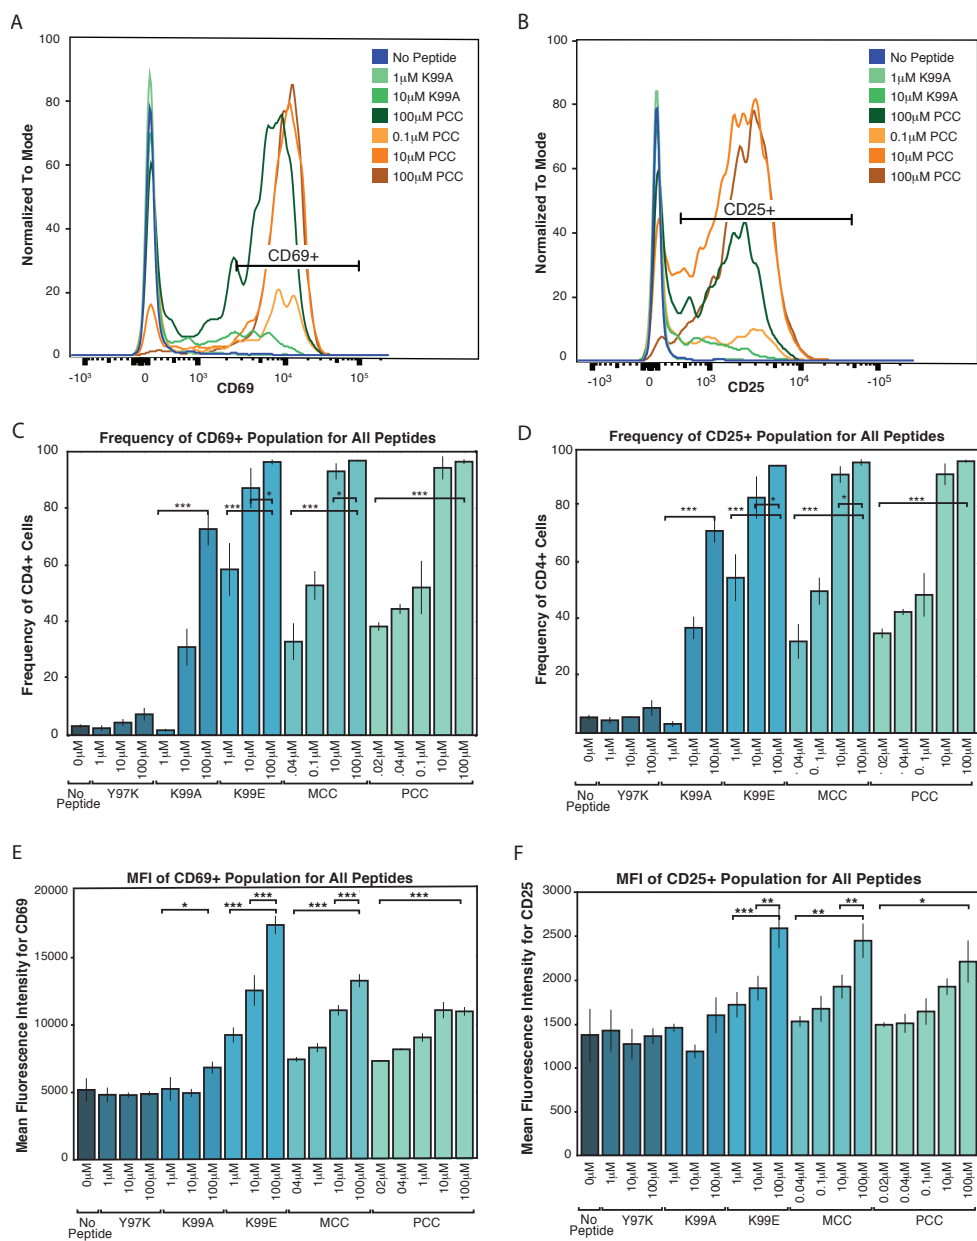 A
100
80
60
40
20
0
Normalized To Mode
No Peptide
1μM K99A
10μM K99A
100μM PCC
0.1μM PCC
10μM PCC
100μM PCC
CD69+
-10³ 0 10³ 10⁴ 10⁵
CD69
B
100
80
60
40
20
0
Normalized To Mode
No Peptide
1μM K99A
10μM K99A
100μM PCC
0.1μM PCC
10μM PCC
100μM PCC
CD25+
-10³ 0 10³ 10⁴ -10⁵
CD25
C
Frequency of CD69+ Population for All Peptides
100
80
60
40
20
0
Frequency of CD4+ Cells
*** *** * *** * ***
0μM 1μM 10μM 100μM 1μM 10μM 100μM 1μM 10μM 100μM .04μM 0.1μM 10μM 100μM .02μM .04μM 0.1μM 10μM 100μM
No Peptide Y97K K99A K99E MCC PCC
D
Frequency of CD25+ Population for All Peptides
100
80
60
40
20
Frequency of CD4+ Cells
*** *** * *** * ***
0μM 1μM 10μM 100μM 1μM 10μM 100μM 1μM 10μM 100μM .04μM 0.1μM 10μM 100μM .02μM .04μM 0.1μM 10μM 100μM
No Peptide Y97K K99A K99E MCC PCC
E
MFI of CD69+ Population for All Peptides
20000
15000
10000
5000
0
Mean Fluorescence Intensity for CD69
* *** *** *** *** ***
0μM 1μM 10μM 100μM 1μM 10μM 100μM 1μM 10μM 100μM 04μM 1μM 10μM 100μM 02μM 04μM 1μM 10μM 100μM
No Peptide Y97K K99A K99E MCC PCC
F
MFI of CD25+ Population for All Peptides
3000
2500
2000
1500
1000
500
0
Mean Fluorescence Intensity for CD25
*** ** ** ** *
0μM 1μM 10μM 100μM 1μM 10μM 100μM 1μM 10μM 100μM 0.04μM 0.1μM 10μM 100μM 0.02μM 0.04μM 0.1μM 10μM 100μM
No Peptide Y97K K99A K99E MCC PCC